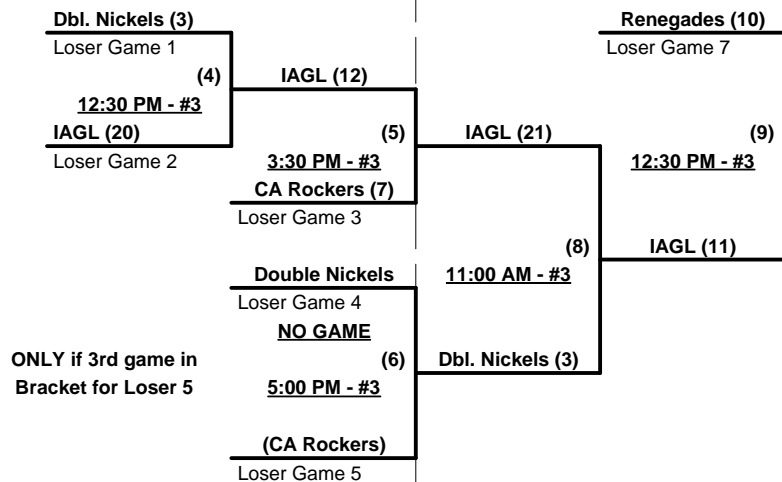 Dbl. Nickels (3)
Loser Game 1
(4)
12:30 PM - #3
IAGL (20)
Loser Game 2
IAGL (12)
(5)
3:30 PM - #3
CA Rockers (7)
Loser Game 3
Double Nickels
Loser Game 4
NO GAME
(6)
ONLY if 3rd game in
Bracket for Loser 5
5:00 PM - #3
(CA Rockers)
Loser Game 5
IAGL (21)
(8)
11:00 AM - #3
Dbl. Nickels (3)
Renegades (10)
Loser Game 7
(9)
12:30 PM - #3
IAGL (11)